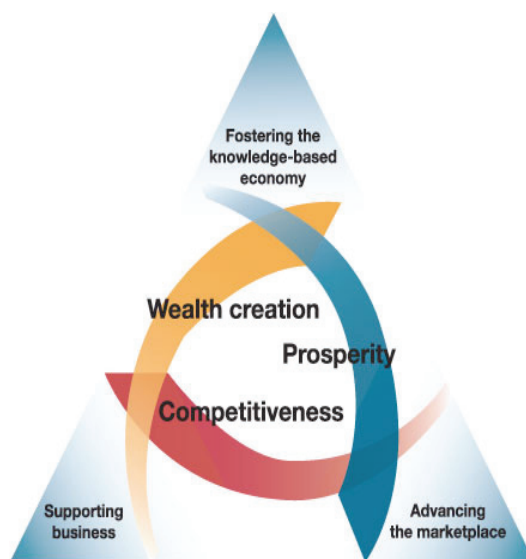 Fostering the
knowledge-based
economy
Wealth creation
Prosperity
Competitiveness
Supporting
business
Advancing
the marketplace